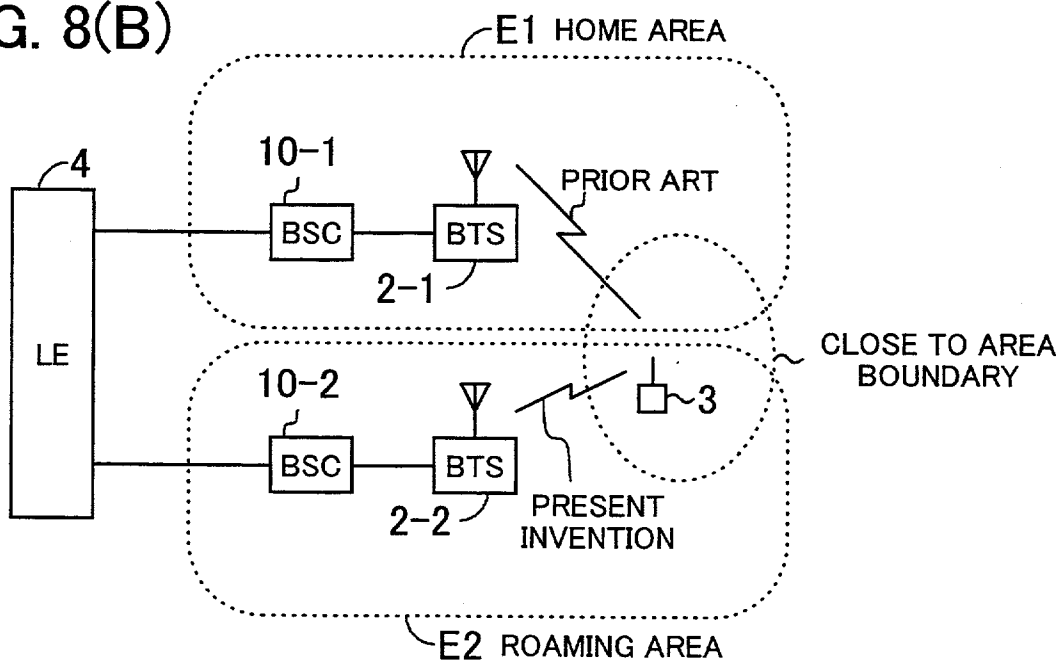 G. 8(B)
E1 HOME AREA
4
10-1
PRIOR ART
BSC
BTS
2-1
LE
CLOSE TO AREA
BOUNDARY
10-2
3
BSC
BTS
2-2
PRESENT
INVENTION
E2 ROAMING AREA